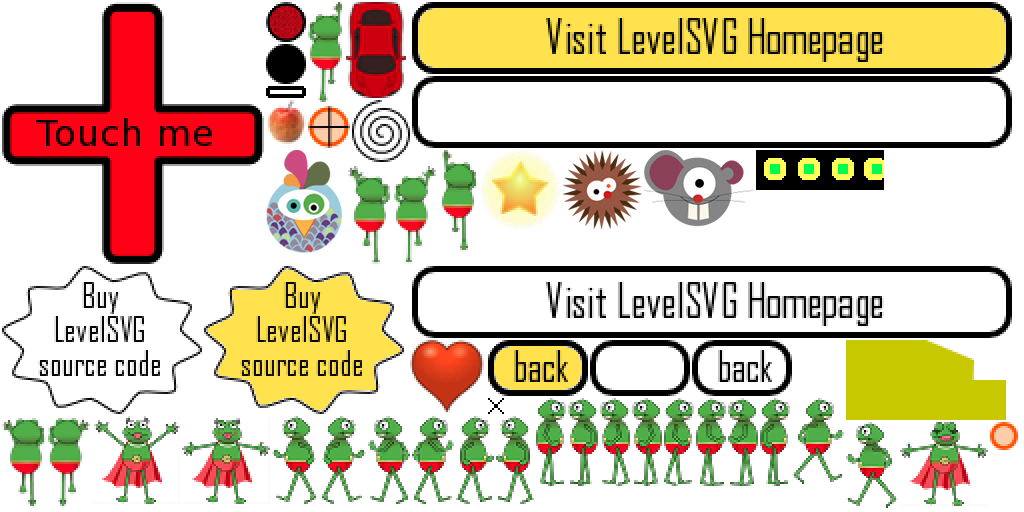 Visit LevelSVG Homepage
Touch me
Buy
LevelSVG
source code
Buy
LevelSVG
source code
Visit LevelSVG Homepage
back
back